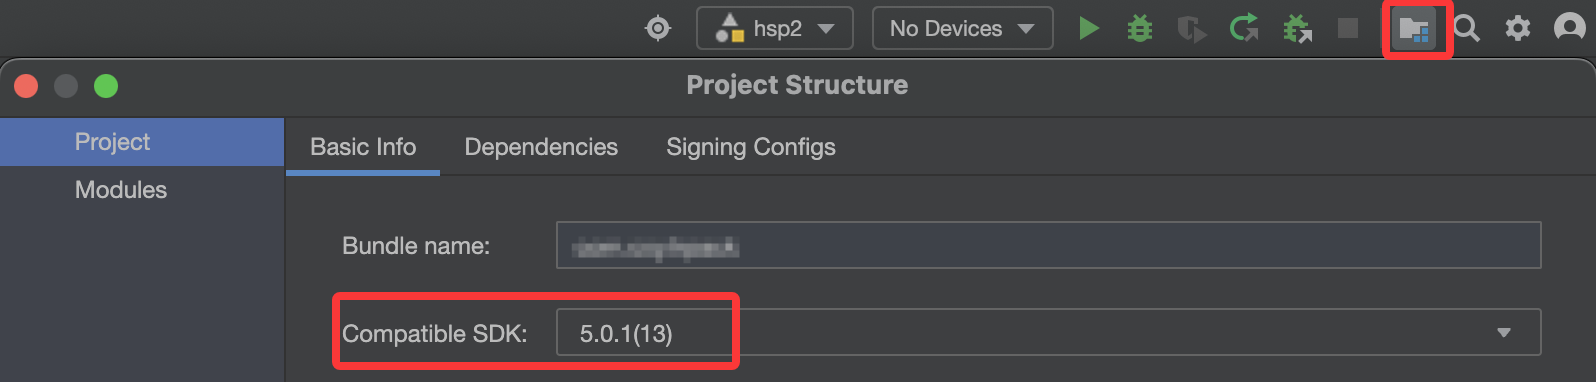 hsp2
No Devices
Project Structure
Project
Modules
Basic Info
Dependencies
Signing Configs
Bundle name:
Compatible SDK:
5.0.1(13)